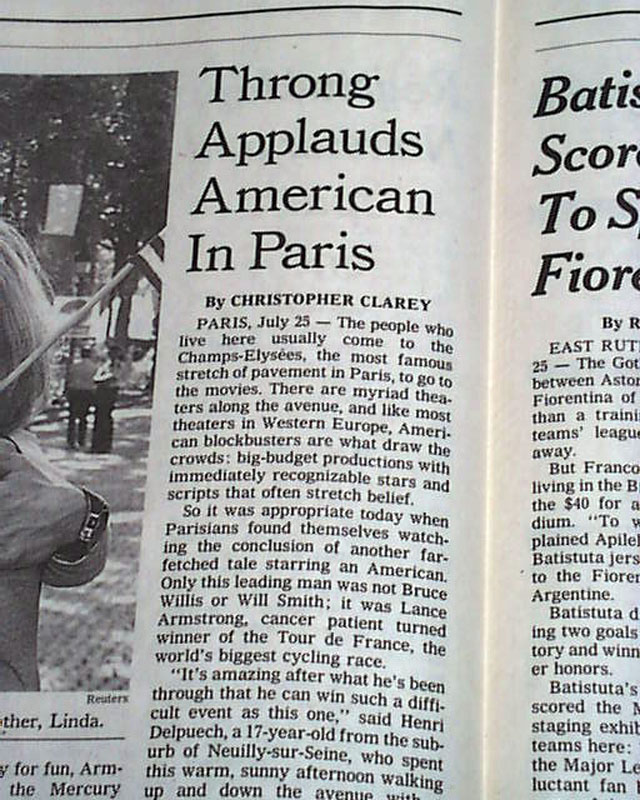 Throng
Applauds
American
In Paris
By CHRISTOPHER CLAREY
PARIS, July 25 — The people who
live here usually come to the
Champs-Elysées, the most famous
stretch of pavement in Paris, to go to
the movies. There are myriad thea-
ters along the avenue, and like most
theaters in Western Europe, Ameri-
can blockbusters are what draw the
crowds: big-budget productions with
immediately recognizable stars and
scripts that often stretch belief.
So it was appropriate today when
Parisians found themselves watch-
ing the conclusion of another far-
fetched tale starring an American.
Only this leading man was not Bruce
Willis or Will Smith; it was Lance
Armstrong, cancer patient turned
winner of the Tour de France, the
world's biggest cycling race.
"It's amazing after what he's been
through that he can win such a diffi-
cult event as this one," said Henri
Delpuech, a 17-year-old from the sub-
urb of Neuilly-sur-Seine, who spent
this warm, sunny afternoon walking
up and down the avenue with
Reuters
ther, Linda.
y for fun, Arm-
the Mercury
Batis
Score
To Sp
Fiore
By R
EAST RUT
25 — The Got
between Aston
Fiorentina of
than a traini
teams' league
away.
But Franco
living in the B
the $40 for a
dium. "To w
plained Apilel
Batistuta jers
to the Fioren
Argentine.
Batistuta d
ing two goals
tory and winn
er honors.
Batistuta's
scored the M
staging exhib
teams here:
the Major Le
luctant fan